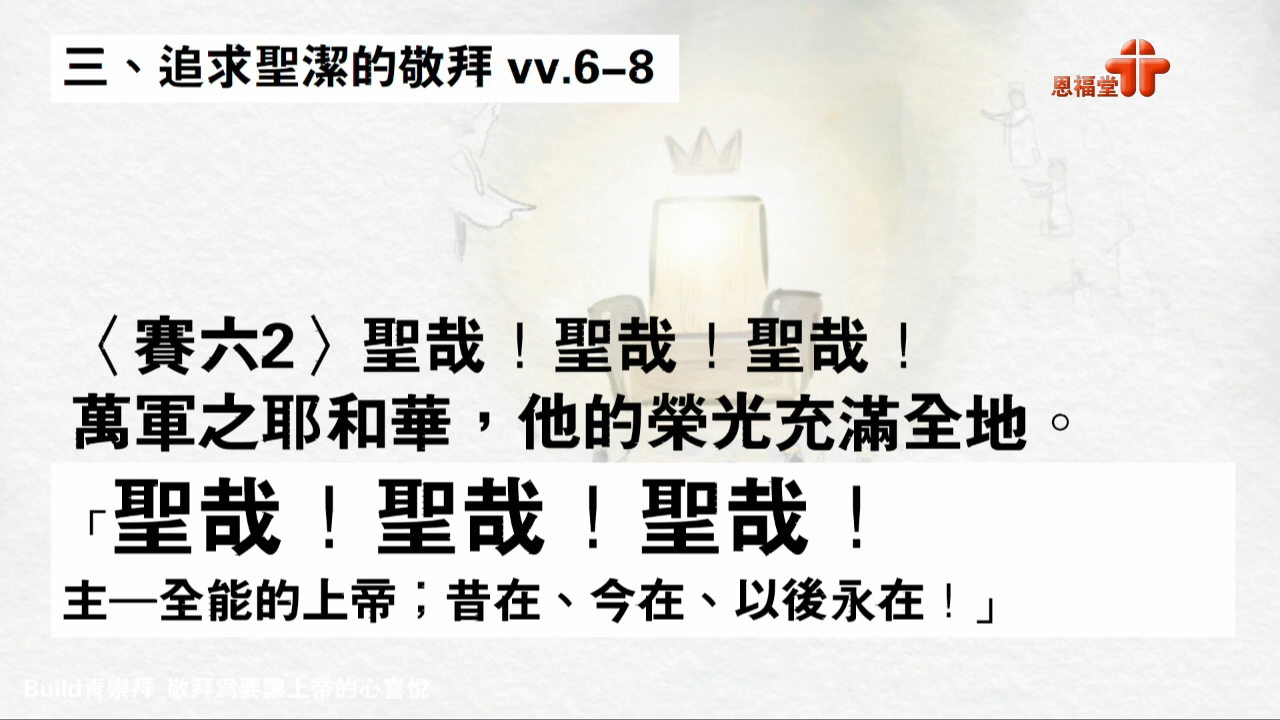 三、追求聖潔的敬拜 vv.6-8
恩福堂
〈賽六2〉聖哉！聖哉！聖哉！
萬軍之耶和華，他的榮光充滿全地。
「聖哉！聖哉！聖哉！
主—全能的上帝；昔在、今在、以後永在！」
Build青崇拜_敬拜為要讓上帝的心喜悅